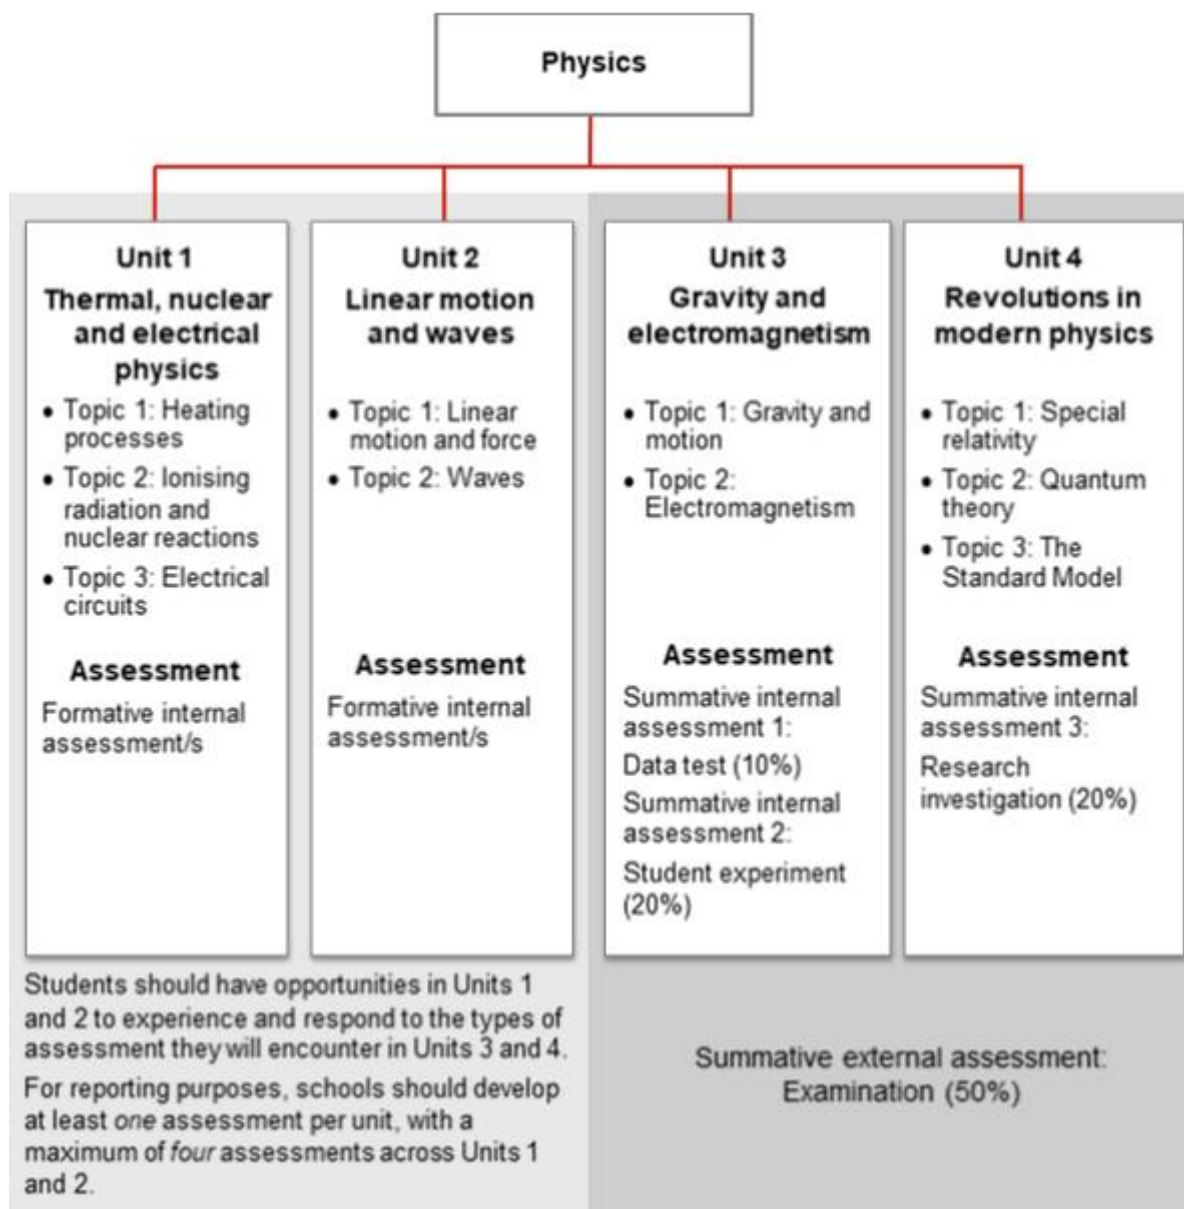 Physics
Unit 1
Thermal, nuclear
and electrical
physics
• Topic 1: Heating
processes
• Topic 2: Ionising
radiation and
nuclear reactions
• Topic 3: Electrical
circuits
Assessment
Formative internal
assessment/s
Unit 2
Linear motion
and waves
• Topic 1: Linear
motion and force
• Topic 2: Waves
Assessment
Formative internal
assessment/s
Unit 3
Gravity and
electromagnetism
• Topic 1: Gravity and
motion
• Topic 2:
Electromagnetism
Assessment
Summative internal
assessment 1:
Data test (10%)
Summative internal
assessment 2:
Student experiment
(20%)
Unit 4
Revolutions in
modern physics
• Topic 1: Special
relativity
• Topic 2: Quantum
theory
• Topic 3: The
Standard Model
Assessment
Summative internal
assessment 3:
Research
investigation (20%)
Students should have opportunities in Units 1
and 2 to experience and respond to the types of
assessment they will encounter in Units 3 and 4.
For reporting purposes, schools should develop
at least one assessment per unit, with a
maximum of four assessments across Units 1
and 2.
Summative external assessment:
Examination (50%)